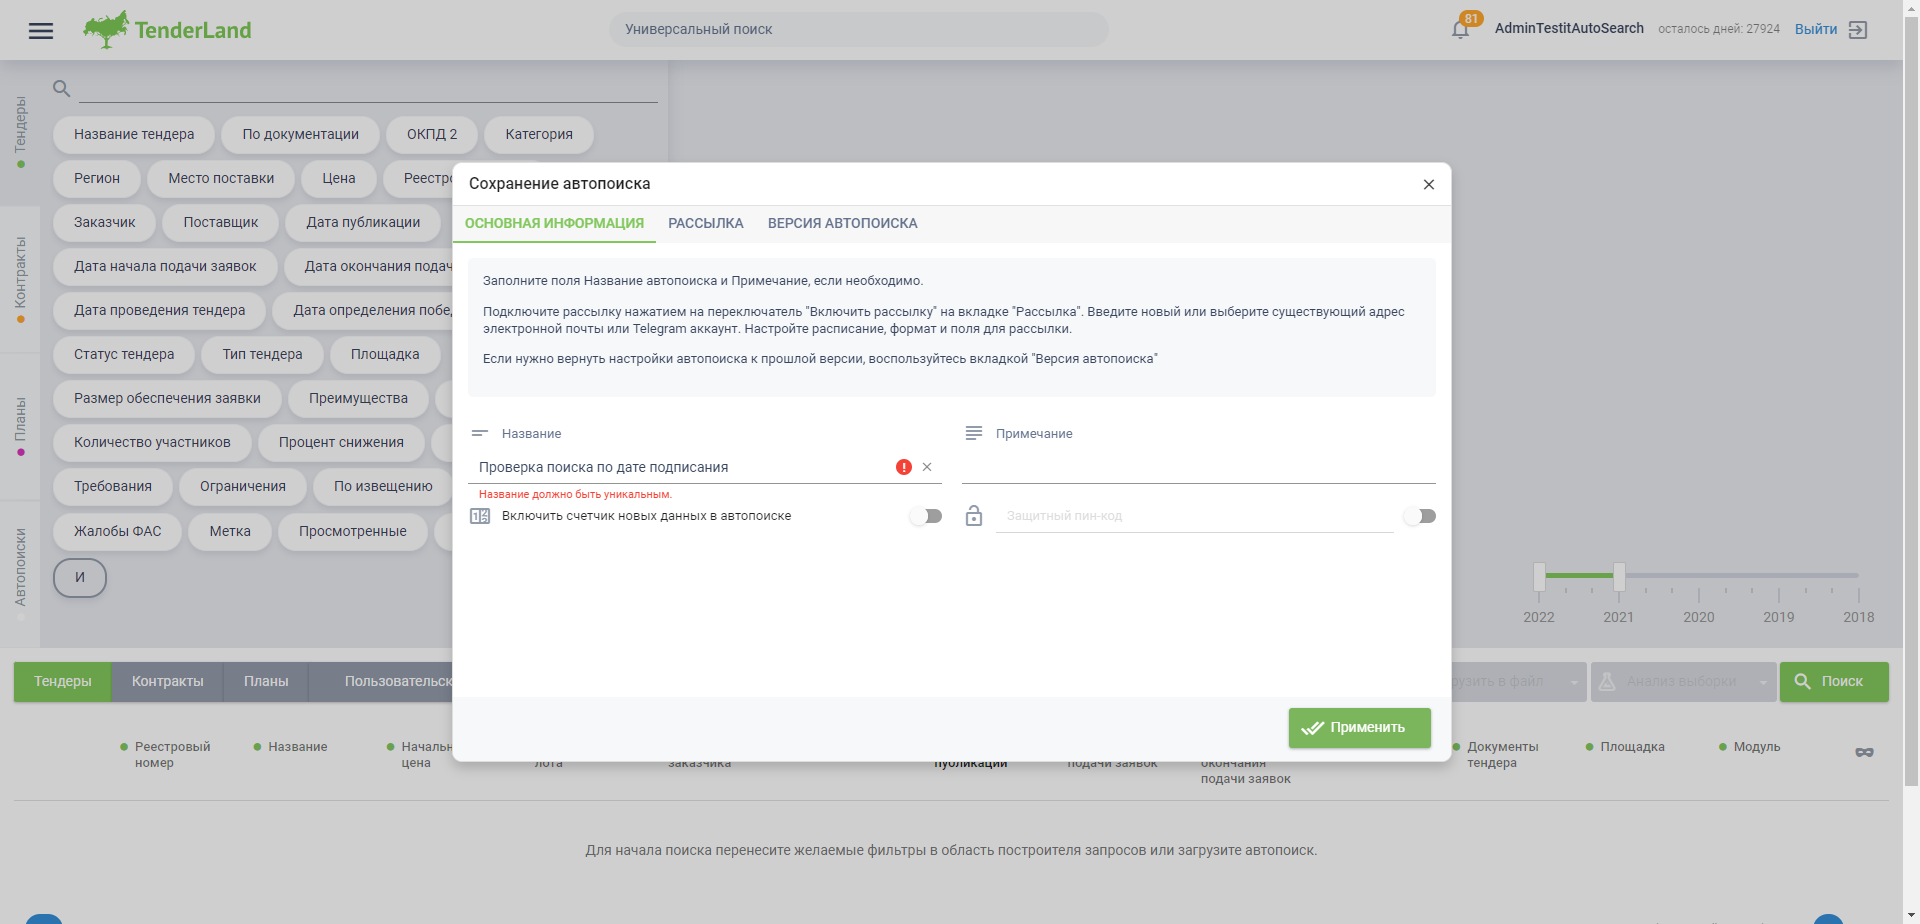 TenderLand
Универсальный поиск
81
AdminTestitAutoSearch
осталось дней: 27924
Выйти
Тендеры
Контракты
Планы
Автопоиски
Название тендера
По документации
ОКПД 2
Категория
Регион
Место поставки
Цена
Реестро
Заказчик
Поставщик
Дата публикации
Дата начала подачи заявок
Дата окончания подач
Дата проведения тендера
Дата определения побед
Статус тендера
Тип тендера
Площадка
Размер обеспечения заявки
Преимущества
Количество участников
Процент снижения
Требования
Ограничения
По извещению
Жалобы ФАС
Метка
Просмотренные
И
Сохранение автопоиска
ОСНОВНАЯ ИНФОРМАЦИЯ
РАССЫЛКА
ВЕРСИЯ АВТОПОИСКА
Заполните поля Название автопоиска и Примечание, если необходимо.
Подключите рассылку нажатием на переключатель "Включить рассылку" на вкладке "Рассылка". Введите новый или выберите существующий адрес
электронной почты или Telegram аккаунт. Настройте расписание, формат и поля для рассылки.
Если нужно вернуть настройки автопоиска к прошлой версии, воспользуйтесь вкладкой "Версия автопоиска"
Название
Примечание
Проверка поиска по дате подписания
Название должно быть уникальным.
Включить счетчик новых данных в автопоиске
Защитный пин-код
Применить
2022
2021
2020
2019
2018
Тендеры
Контракты
Планы
Пользовательск
рузить в файл
Анализ выборки
Поиск
Реестровый
номер
Название
Начальн
цена
лота
заказчика
публикации
подачи заявок
окончания
подачи заявок
Документы
тендера
Площадка
Модуль
Для начала поиска перенесите желаемые фильтры в область построителя запросов или загрузите автопоиск.